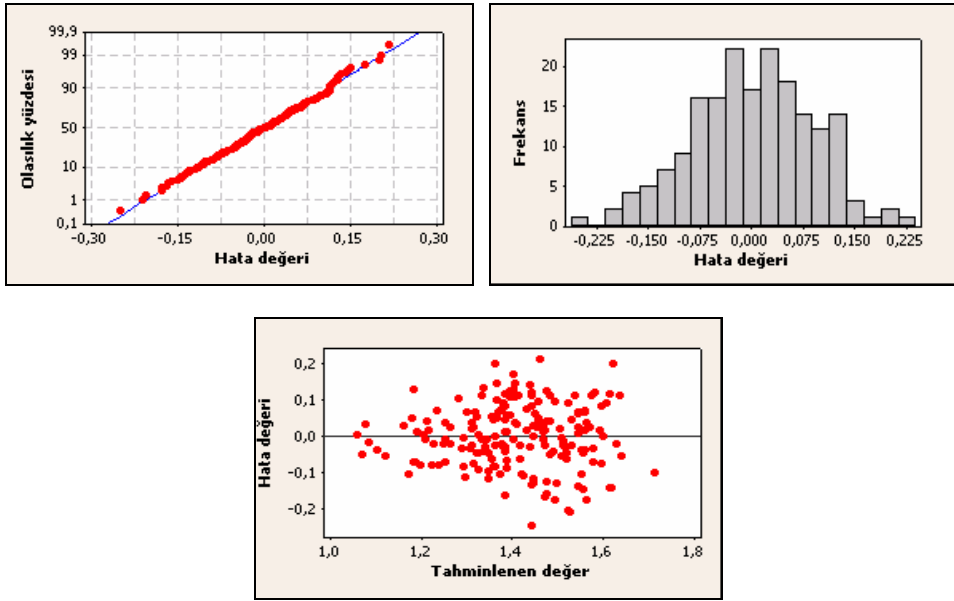 99,9
99
90
50
10
1
0,1
-0,30 -0,15 0,00 0,15 0,30
Olasılık yüzdesi
Hata değeri
20
15
10
5
0
-0,225 -0,150 -0,075 0,000 0,075 0,150 0,225
Frekans
Hata değeri
0,2
0,1
0,0
-0,1
-0,2
1,0 1,2 1,4 1,6 1,8
Hata değeri
Tahminlenen değer